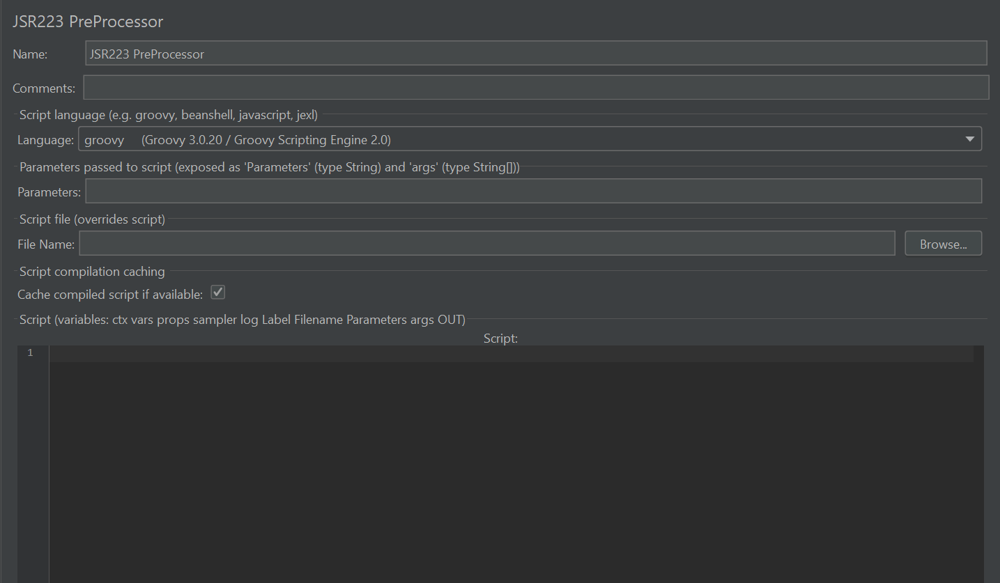 JSR223 PreProcessor
Name: JSR223 PreProcessor
Comments:
Script language (e.g. groovy, beanshell, javascript, jexl)
Language: groovy (Groovy 3.0.20 / Groovy Scripting Engine 2.0)
Parameters passed to script (exposed as 'Parameters' (type String) and 'args' (type String[]))
Parameters:
Script file (overrides script)
File Name: Browse...
Script compilation caching
Cache compiled script if available:
Script (variables: ctx vars props sampler log Label Filename Parameters args OUT)
Script:
1